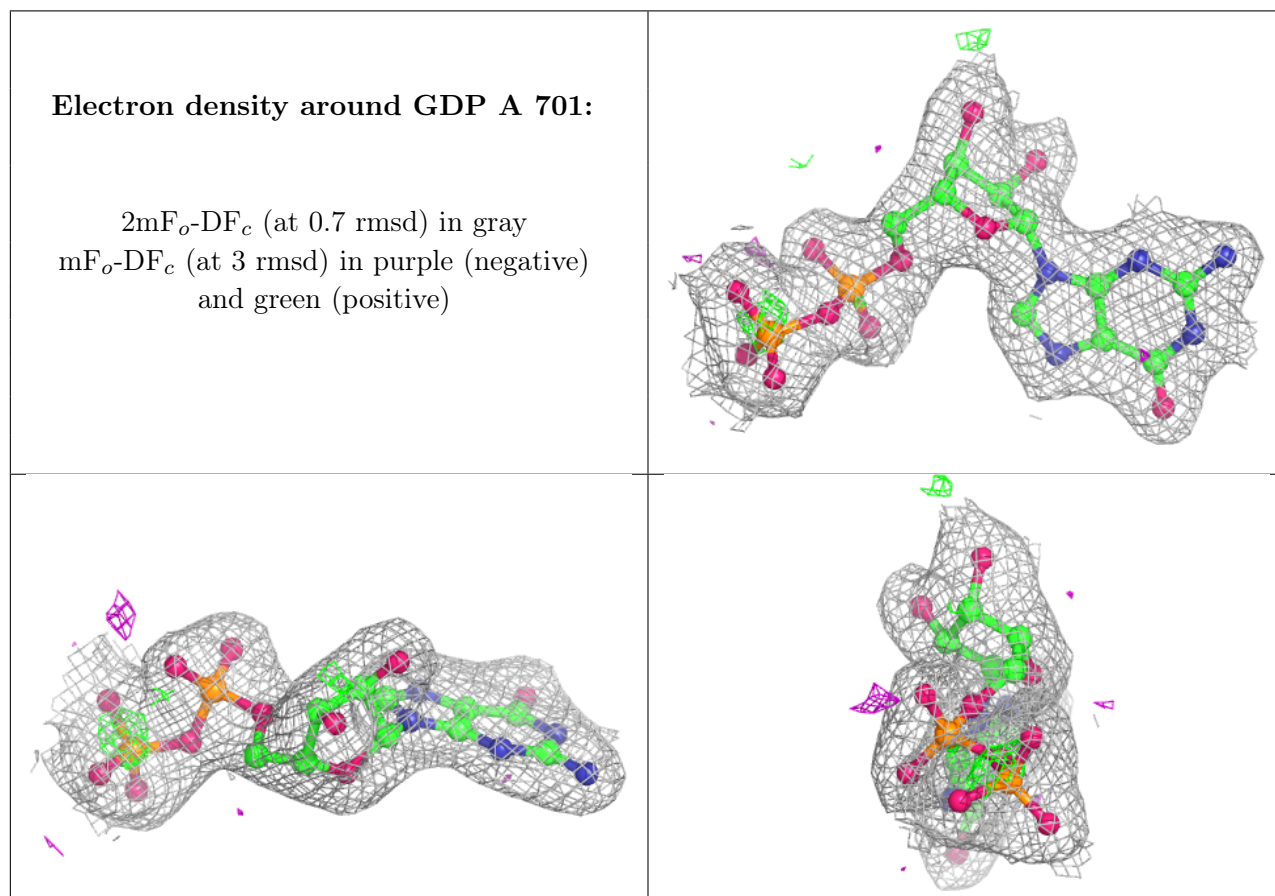 Electron density around GDP A 701:
2mFo-DFc (at 0.7 rmsd) in gray
mFo-DFc (at 3 rmsd) in purple (negative)
and green (positive)